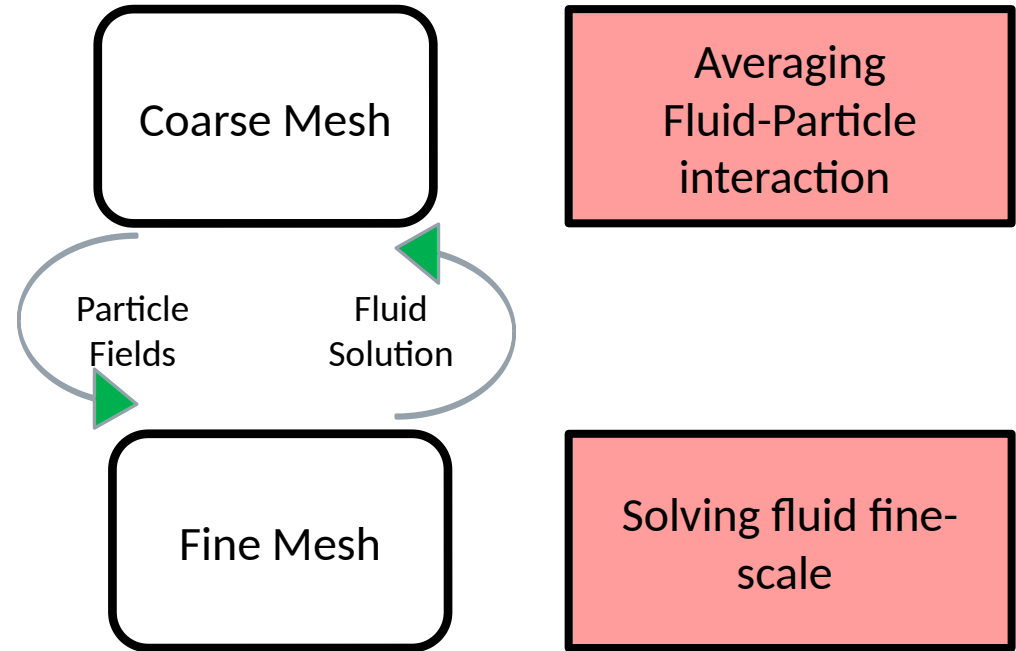 Coarse Mesh
Averaging
Fluid-Particle
interaction
Particle
Fields
Fluid
Solution
Fine Mesh
Solving fluid fine-
scale